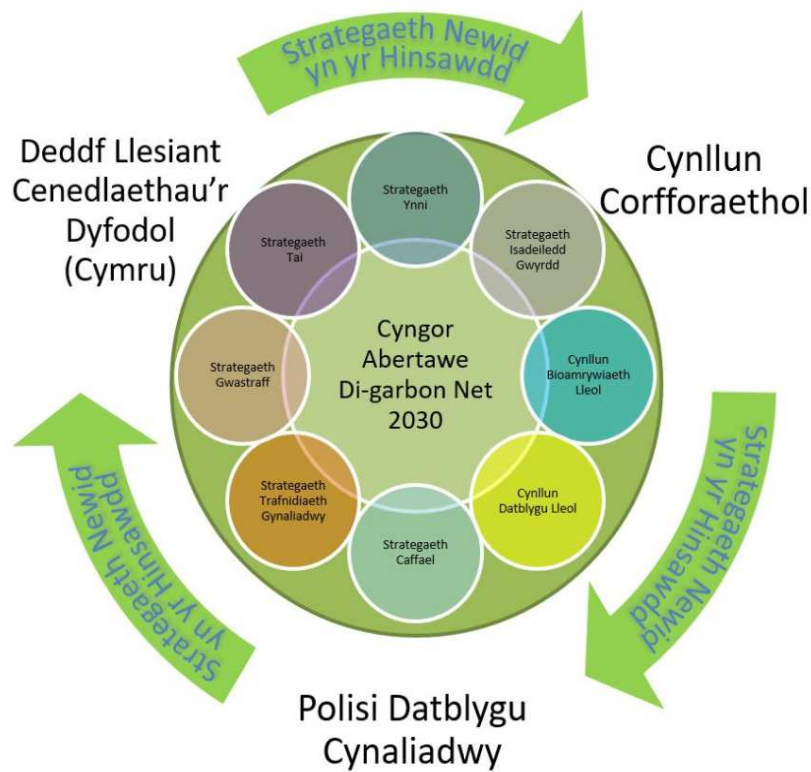 Strategaeth Newid
yn yr Hinsawdd
Deddf Llesiant
Cenedlaethau'r
Dyfodol
(Cymru)
Cynllun
Corfforaethol
Strategaeth
Ynni
Strategaeth
Tai
Strategaeth
Isadeiledd
Gwyrdd
Strategaeth
Gwastraff
Cyngor
Abertawe
Di-garbon Net
2030
Cynllun
Bioamrywiaeth
Lleol
Strategaeth
Trafnidiaeth
Gynaliadwy
Cynllun
Datblygu Lleol
Strategaeth
Caffael
Strategaeth Newid
yn yr Hinsawdd
Strategaeth Newid
yn yr Hinsawdd
Polisi Datblygu
Cynaliadwy